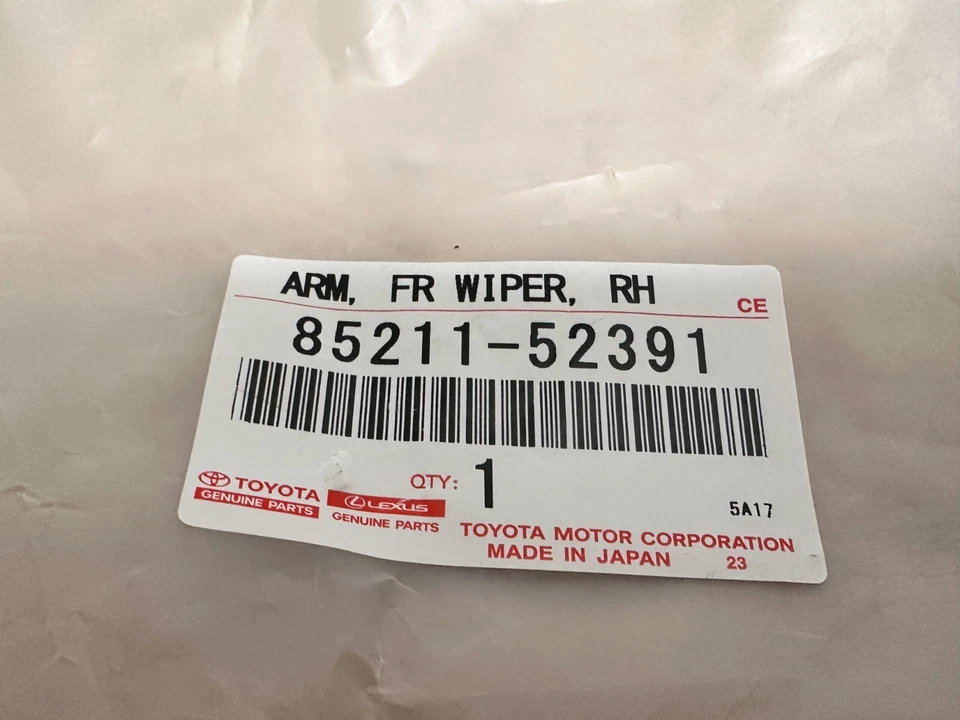 ARM, FR WIPER, RH
CE
85211-52391
QTY: 1
5A17
TOYOTA
GENUINE PARTS
LEXUS
GENUINE PARTS
TOYOTA MOTOR CORPORATION
MADE IN JAPAN 23